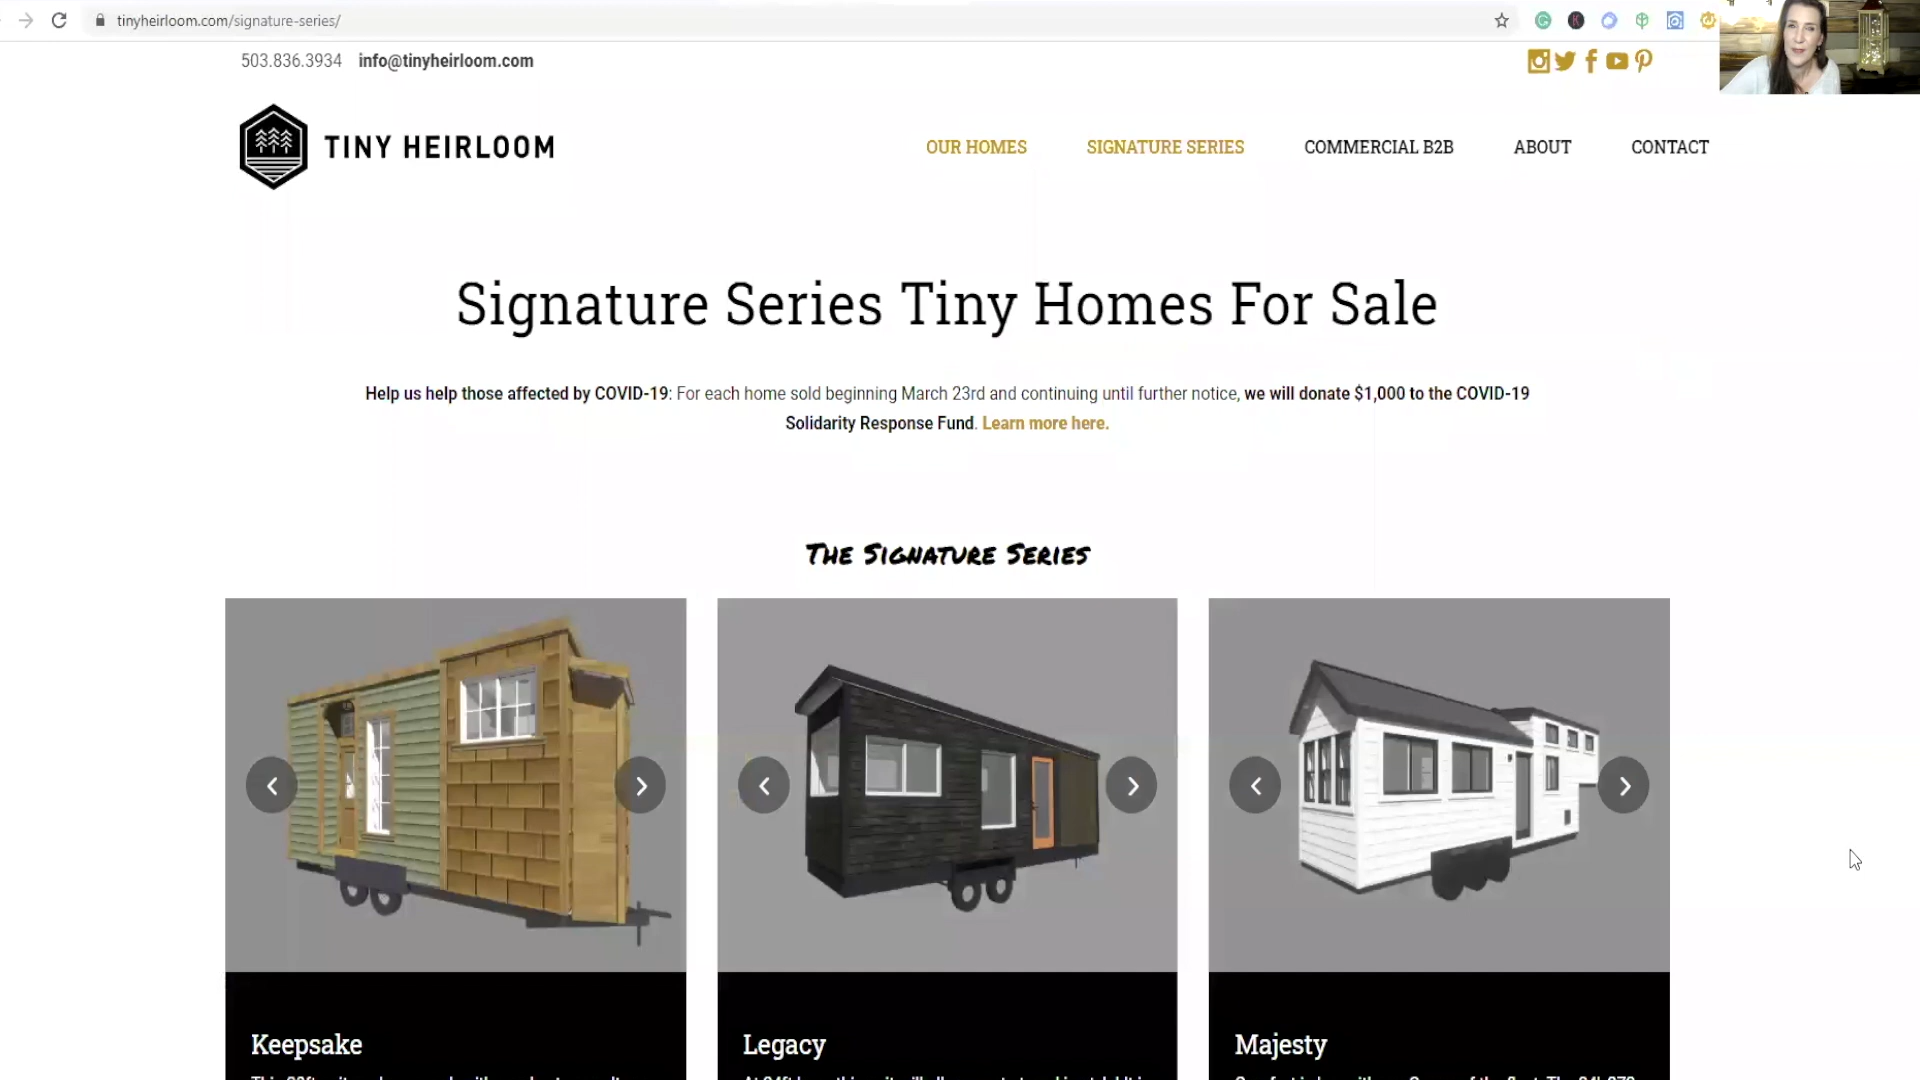 tinyheirloom.com/signature-series/
503.836.3934 info@tinyheirloom.com
TINY HEIRLOOM
OUR HOMES SIGNATURE SERIES COMMERCIAL B2B ABOUT CONTACT
Signature Series Tiny Homes For Sale
Help us help those affected by COVID-19: For each home sold beginning March 23rd and continuing until further notice, we will donate $1,000 to the COVID-19
Solidarity Response Fund. Learn more here.
The Signature Series
Keepsake
Legacy
Majesty